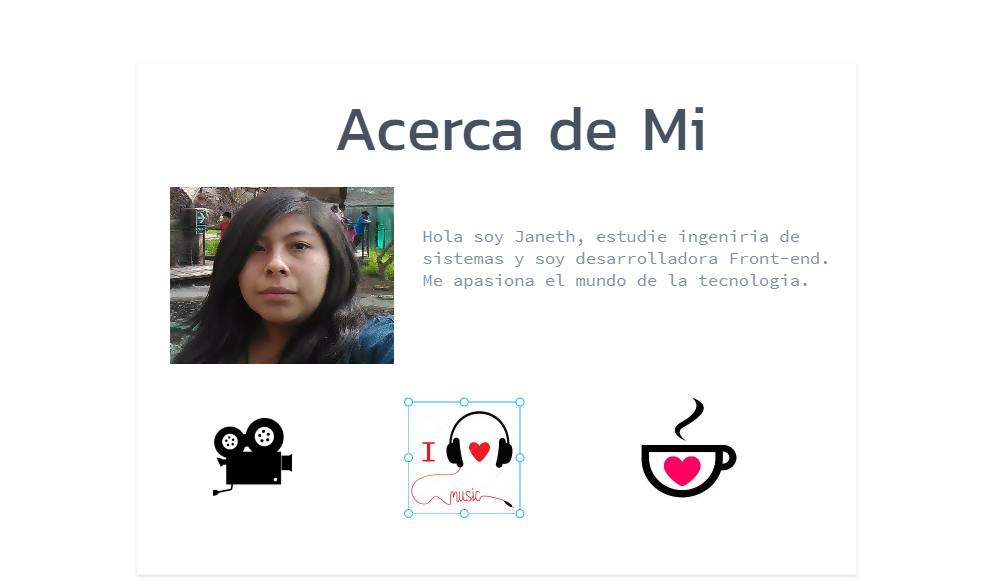 Acerca de Mi
Hola soy Janeth, estudie ingeniria de
sistemas y soy desarrolladora Front-end.
Me apasiona el mundo de la tecnologia.
I
music